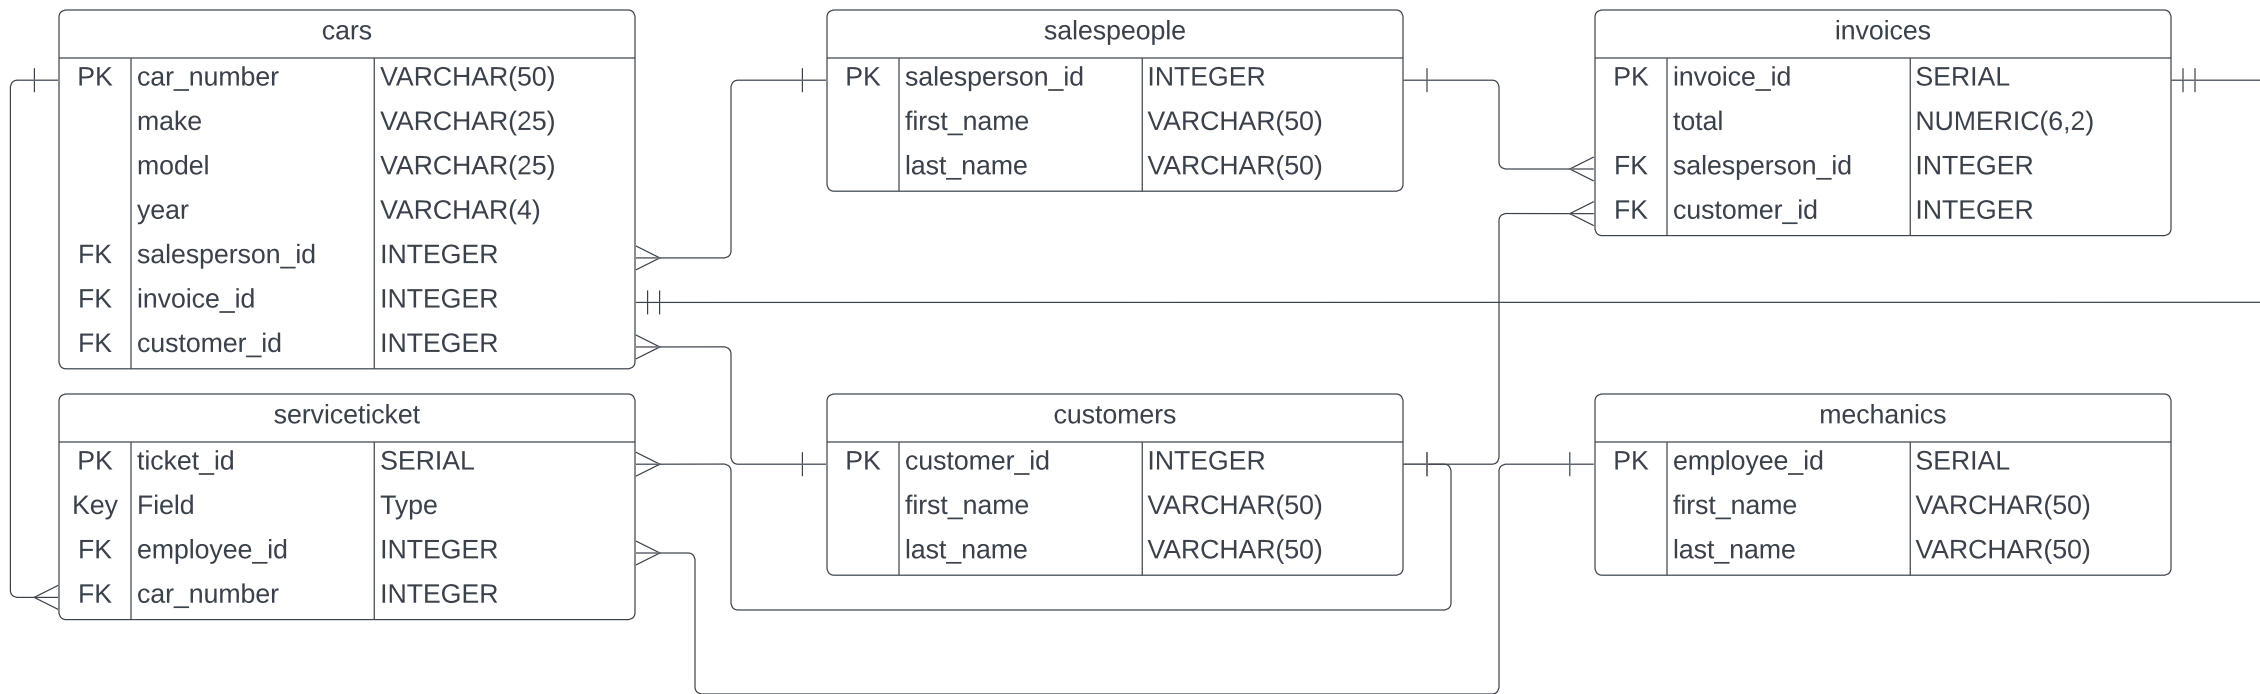 cars
PK car_number VARCHAR(50)
make VARCHAR(25)
model VARCHAR(25)
year VARCHAR(4)
FK salesperson_id INTEGER
FK invoice_id INTEGER
FK customer_id INTEGER
salespeople
PK salesperson_id INTEGER
first_name VARCHAR(50)
last_name VARCHAR(50)
invoices
PK invoice_id SERIAL
total NUMERIC(6,2)
FK salesperson_id INTEGER
FK customer_id INTEGER
serviceticket
PK ticket_id SERIAL
Key Field Type
FK employee_id INTEGER
FK car_number INTEGER
customers
PK customer_id INTEGER
first_name VARCHAR(50)
last_name VARCHAR(50)
mechanics
PK employee_id SERIAL
first_name VARCHAR(50)
last_name VARCHAR(50)